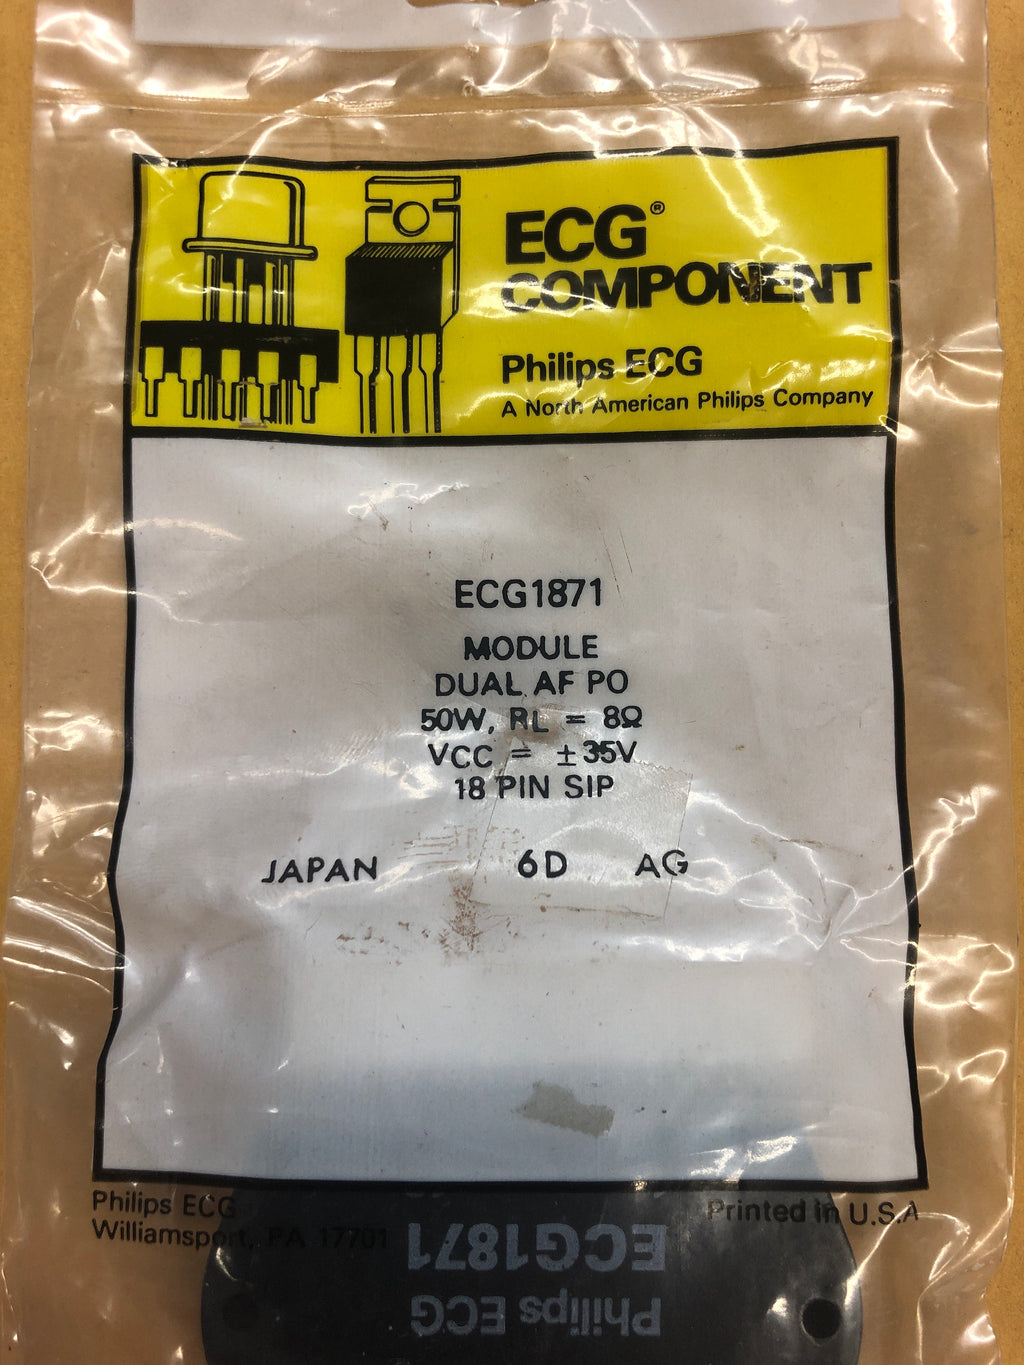 ECG®
COMPONENT
Philips ECG
A North American Philips Company
ECG1871
MODULE
DUAL AF PO
50W, RL = 8Ω
VCC = ±35V
18 PIN SIP
JAPAN 6D AG
Philips ECG
Williamsport, PA 17701
Printed in U.S.A
ECG1871
Philips ECG